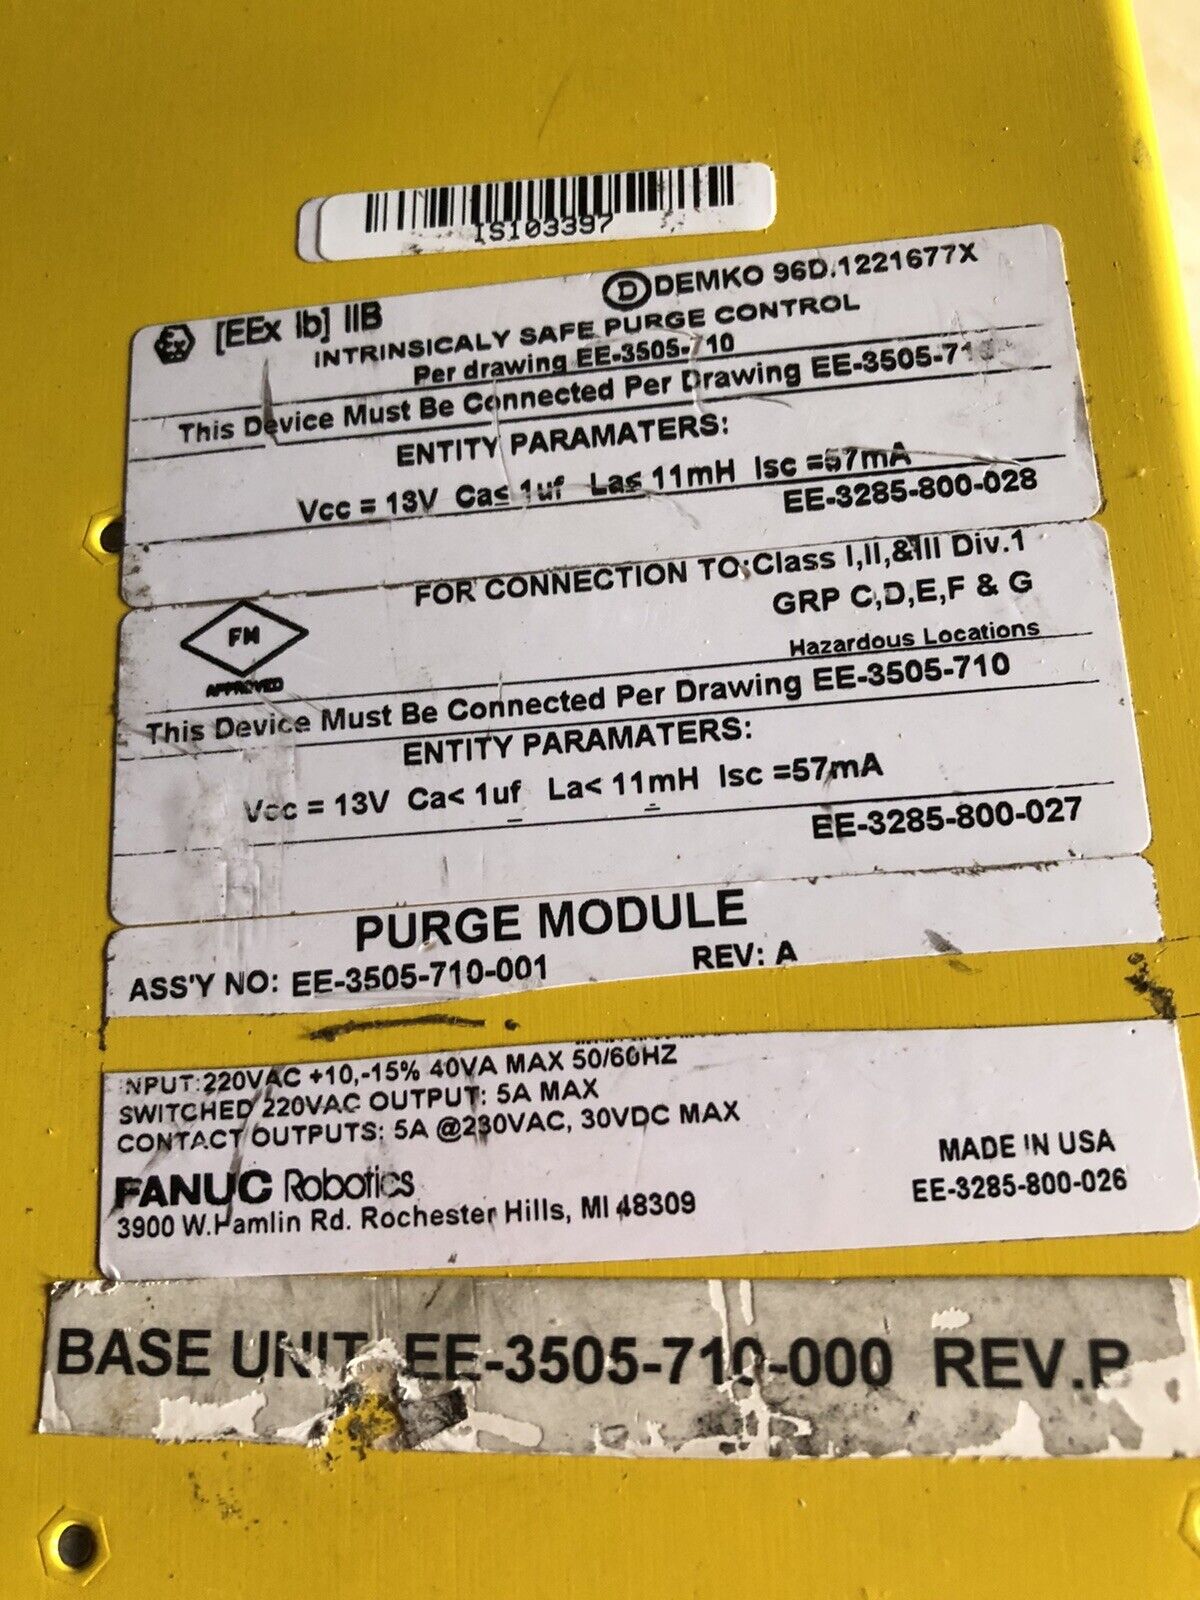 IS103397
Ex [EEx Ib] IIB
D DEMKO 96D.1221677X
INTRINSICALY SAFE PURGE CONTROL
Per drawing EE-3505-710
This Device Must Be Connected Per Drawing EE-3505-710
ENTITY PARAMATERS:
Vcc = 13V Ca≤ 1uf La≤ 11mH Isc =57mA
EE-3285-800-028
FOR CONNECTION TO:Class I,II,&III Div.1
GRP C,D,E,F & G
Hazardous Locations
FM
APPROVED
This Device Must Be Connected Per Drawing EE-3505-710
ENTITY PARAMATERS:
Vcc = 13V Ca≤ 1uf La≤ 11mH Isc =57mA
EE-3285-800-027
PURGE MODULE
ASS'Y NO: EE-3505-710-001 REV: A
INPUT:220VAC +10,-15% 40VA MAX 50/60HZ
SWITCHED 220VAC OUTPUT: 5A MAX
CONTACT OUTPUTS: 5A @230VAC, 30VDC MAX
FANUC Robotics
3900 W.Hamlin Rd. Rochester Hills, MI 48309
MADE IN USA
EE-3285-800-026
BASE UNIT EE-3505-710-000 REV.